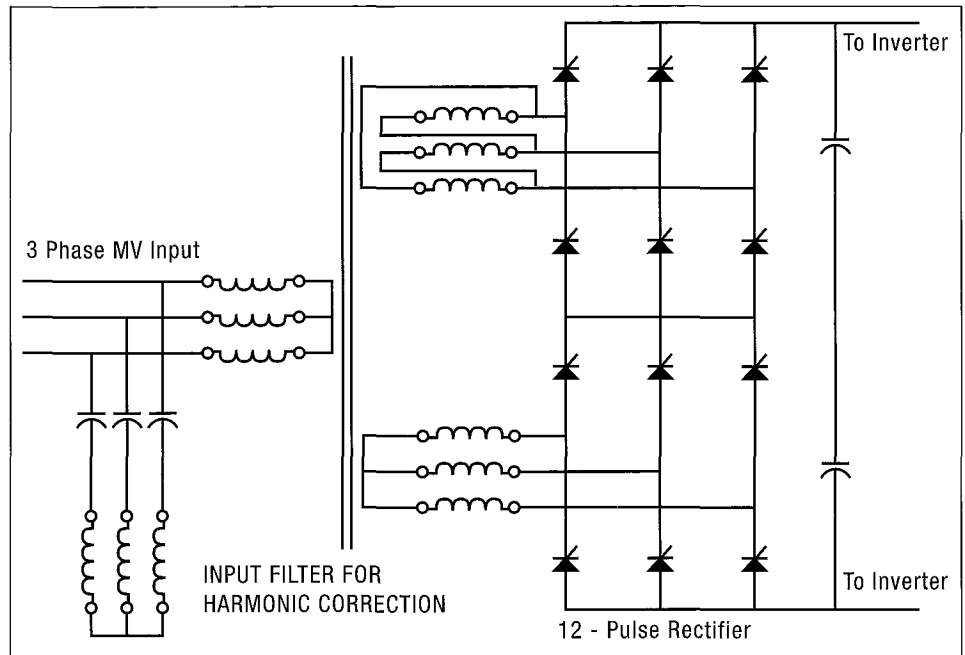 To Inverter
3 Phase MV Input
INPUT FILTER FOR
HARMONIC CORRECTION
To Inverter
12 - Pulse Rectifier